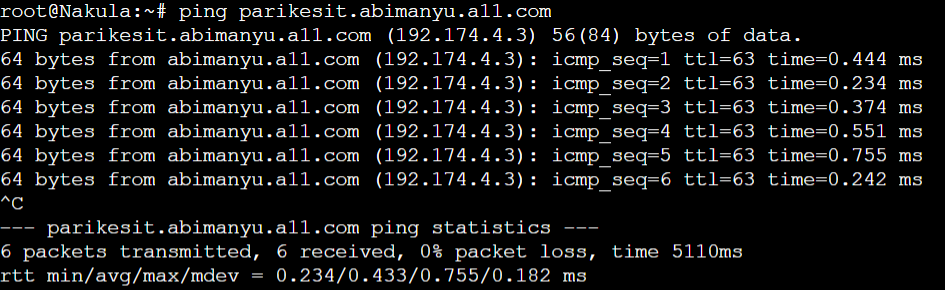 root@Nakula:~# ping parikesit.abimanyu.a11.com
PING parikesit.abimanyu.a11.com (192.174.4.3) 56(84) bytes of data.
64 bytes from abimanyu.a11.com (192.174.4.3): icmp_seq=1 ttl=63 time=0.444 ms
64 bytes from abimanyu.a11.com (192.174.4.3): icmp_seq=2 ttl=63 time=0.234 ms
64 bytes from abimanyu.a11.com (192.174.4.3): icmp_seq=3 ttl=63 time=0.374 ms
64 bytes from abimanyu.a11.com (192.174.4.3): icmp_seq=4 ttl=63 time=0.551 ms
64 bytes from abimanyu.a11.com (192.174.4.3): icmp_seq=5 ttl=63 time=0.755 ms
64 bytes from abimanyu.a11.com (192.174.4.3): icmp_seq=6 ttl=63 time=0.242 ms
^C
--- parikesit.abimanyu.a11.com ping statistics ---
6 packets transmitted, 6 received, 0% packet loss, time 5110ms
rtt min/avg/max/mdev = 0.234/0.433/0.755/0.182 ms